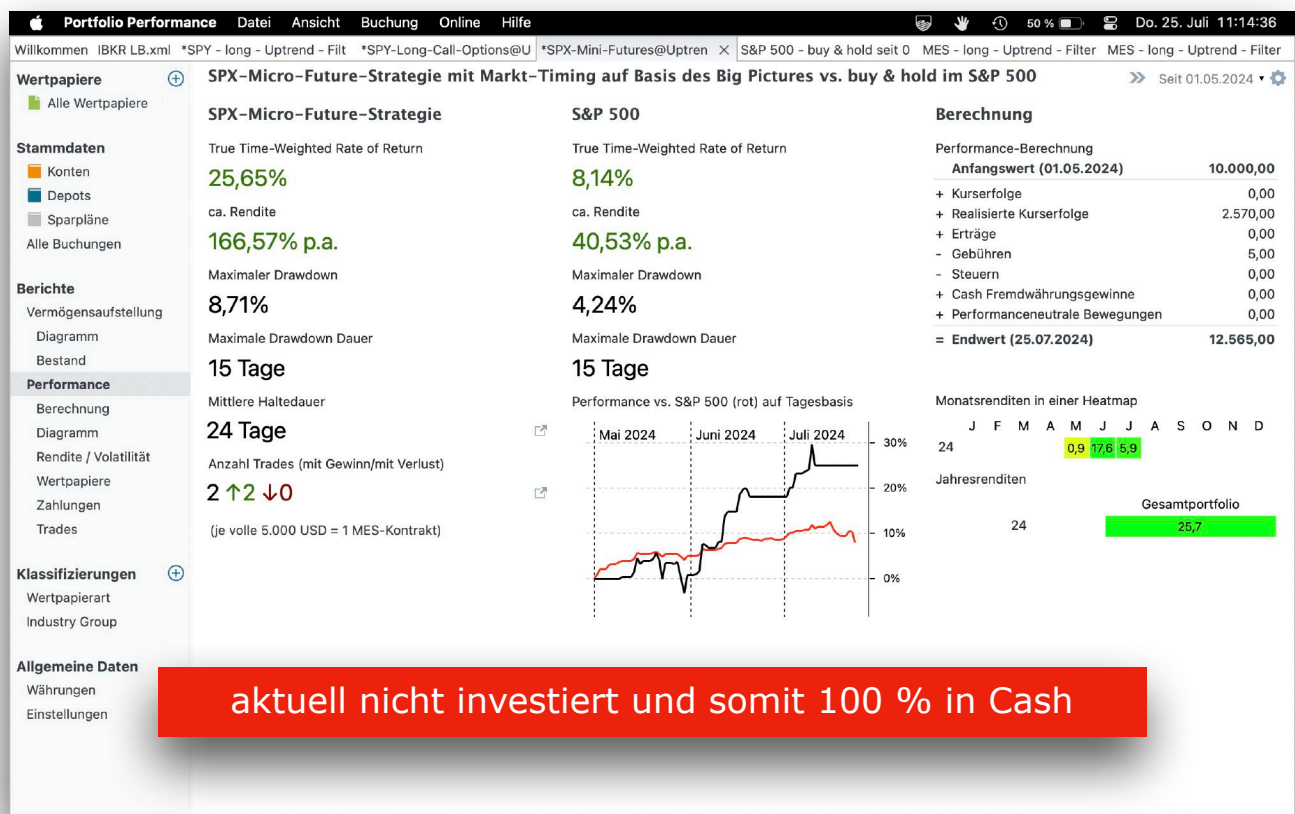 Portfolio Performance Datei Ansicht Buchung Online Hilfe 50 % Do. 25. Juli 11:14:36
Willkommen IBKR LB.xml *SPY - long - Uptrend - Filt *SPY-Long-Call-Options@U *SPX-Mini-Futures@Uptren × S&P 500 - buy & hold seit 0 MES - long - Uptrend - Filter MES - long - Uptrend - Filter
Wertpapiere
Alle Wertpapiere
Stammdaten
Konten
Depots
Sparpläne
Alle Buchungen
Berichte
Vermögensaufstellung
Diagramm
Bestand
Performance
Berechnung
Diagramm
Rendite / Volatilität
Wertpapiere
Zahlungen
Trades
Klassifizierungen
Wertpapierart
Industry Group
Allgemeine Daten
Währungen
Einstellungen
SPX-Micro-Future-Strategie mit Markt-Timing auf Basis des Big Pictures vs. buy & hold im S&P 500
Seit 01.05.2024
SPX-Micro-Future-Strategie
True Time-Weighted Rate of Return
25,65%
ca. Rendite
166,57% p.a.
Maximaler Drawdown
8,71%
Maximale Drawdown Dauer
15 Tage
Mittlere Haltedauer
24 Tage
Anzahl Trades (mit Gewinn/mit Verlust)
2 ↑2 ↓0
(je volle 5.000 USD = 1 MES-Kontrakt)
S&P 500
True Time-Weighted Rate of Return
8,14%
ca. Rendite
40,53% p.a.
Maximaler Drawdown
4,24%
Maximale Drawdown Dauer
15 Tage
Performance vs. S&P 500 (rot) auf Tagesbasis
Mai 2024 Juni 2024 Juli 2024
30%
20%
10%
0%
Berechnung
Performance-Berechnung
Anfangswert (01.05.2024) 10.000,00
+ Kurserfolge 0,00
+ Realisierte Kurserfolge 2.570,00
+ Erträge 0,00
- Gebühren 5,00
- Steuern 0,00
+ Cash Fremdwährungsgewinne 0,00
+ Performanceneutrale Bewegungen 0,00
= Endwert (25.07.2024) 12.565,00
Monatsrenditen in einer Heatmap
J F M A M J J A S O N D
24 0,9 17,6 5,9
Jahresrenditen
Gesamtportfolio
24 25,7
aktuell nicht investiert und somit 100 % in Cash